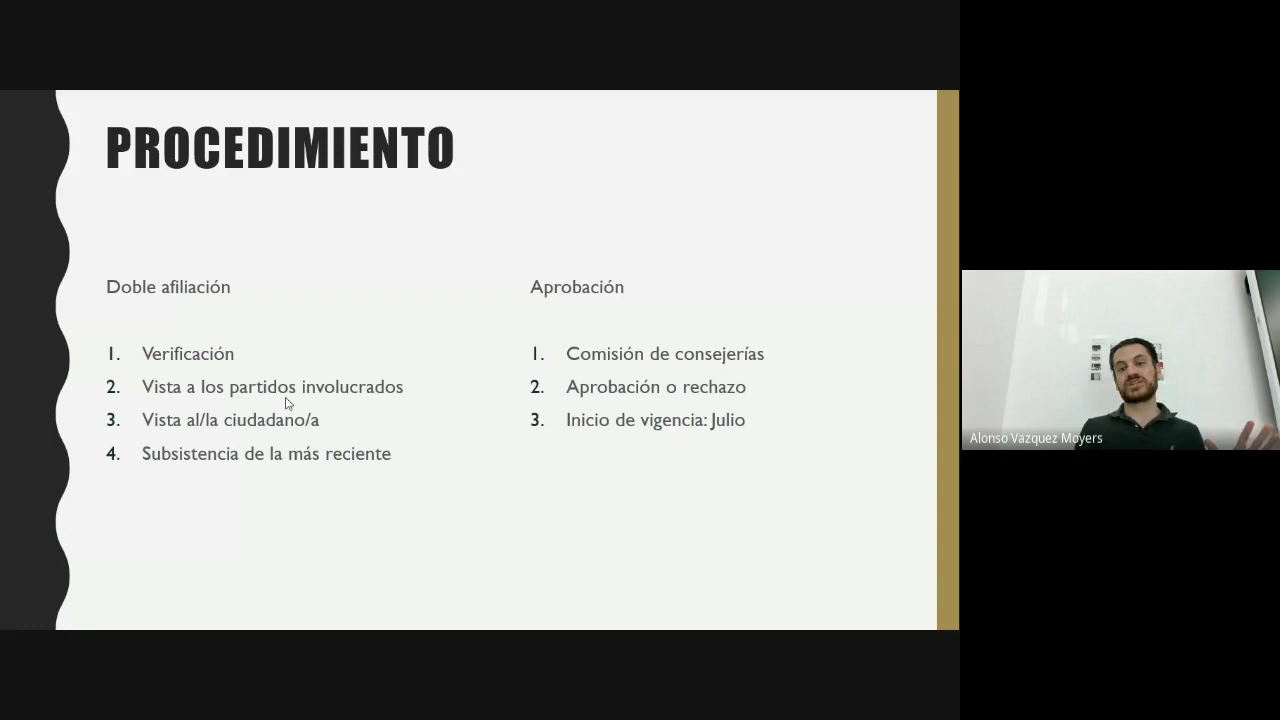 PROCEDIMIENTO
Doble afiliación
1. Verificación
2. Vista a los partidos involucrados
3. Vista al/la ciudadano/a
4. Subsistencia de la más reciente
Aprobación
1. Comisión de consejerías
2. Aprobación o rechazo
3. Inicio de vigencia: Julio
Alonso Vazquez Moyers